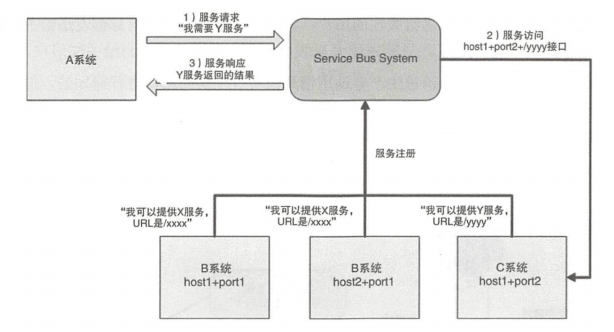 1）服务请求
“我需要Y服务”
A系统
3）服务响应
Y服务返回的结果
Service Bus System
2）服务访问
host1+port2+/yyyy接口
服务注册
“我可以提供X服务，
URL是/xxxx”
“我可以提供X服务，
URL是/xxxx”
“我可以提供Y服务，
URL是/yyyy”
B系统
host1+port1
B系统
host2+port1
C系统
host1+port2